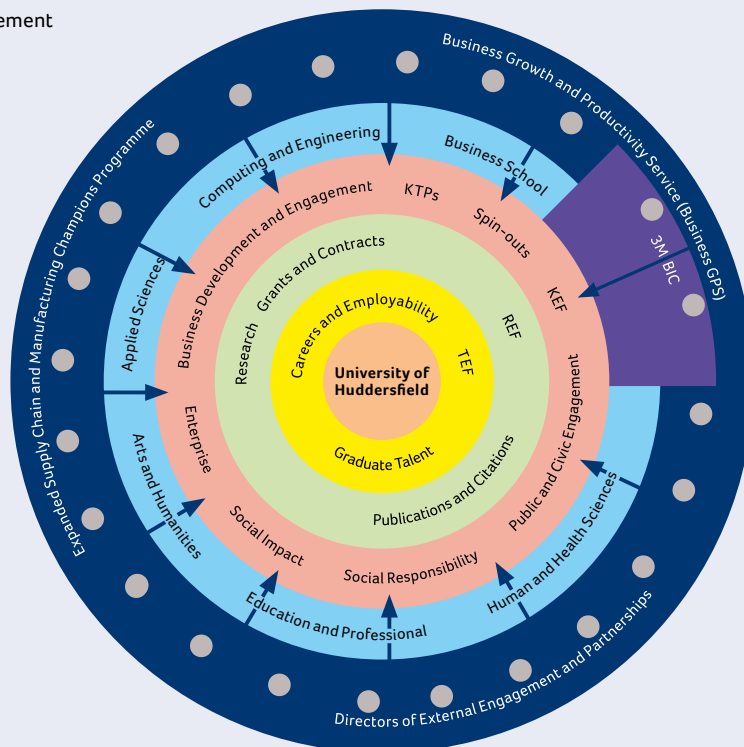 ement
Business Growth and Productivity Service (Business GPS)
Expanded Supply Chain and Manufacturing Champions Programme
Directors of External Engagement and Partnerships
3M BIC
Computing and Engineering
Business School
Applied Sciences
Arts and Humanities
Education and Professional
Human and Health Sciences
Business Development and Engagement
KTPs
Spin-outs
KEF
Public and Civic Engagement
Social Responsibility
Social Impact
Enterprise
Research
Grants and Contracts
REF
Publications and Citations
Careers and Employability
TEF
Graduate Talent
University of
Huddersfield